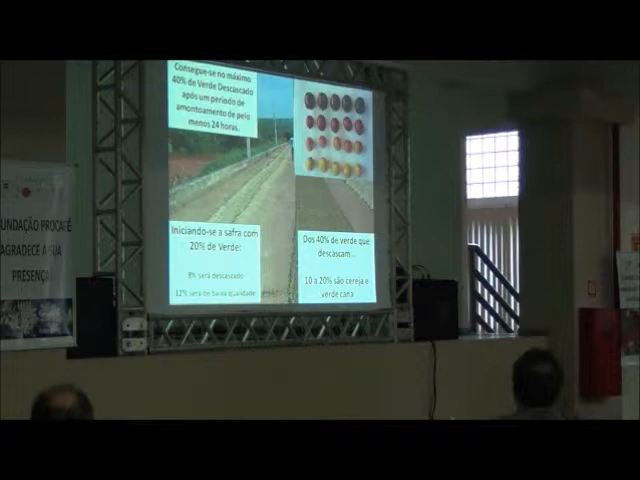 Consegue-se no máximo
40% de Verde Descascado
após um período de
amontoamento de pelo
menos 24 horas.
Iniciando-se a safra com
20% de Verde:
8% será descascado
12% será de baixa qualidade
Dos 40% de verde que
descascam...
10 a 20% são cereja e
verde cana
FUNDAÇÃO PROCAFÉ
AGRADECE A SUA
PRESENÇA